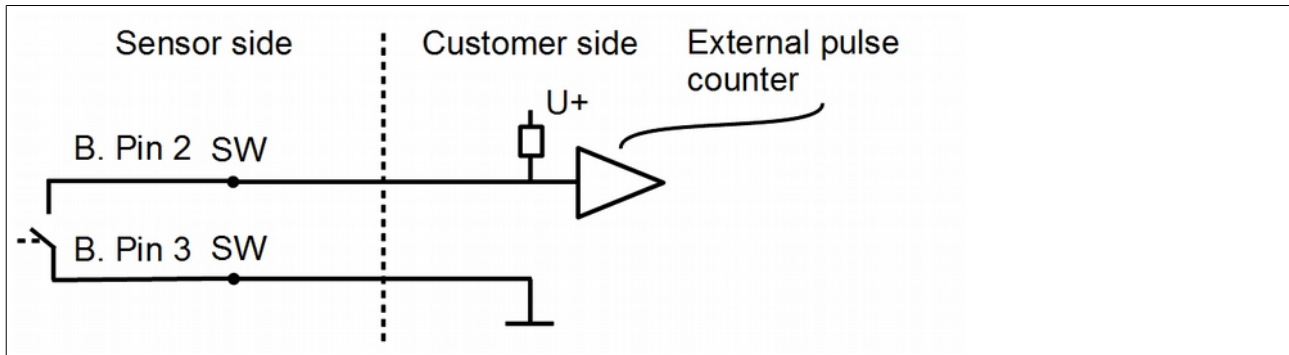 Sensor side
Customer side
External pulse
counter
U+
B. Pin 2 SW
B. Pin 3 SW